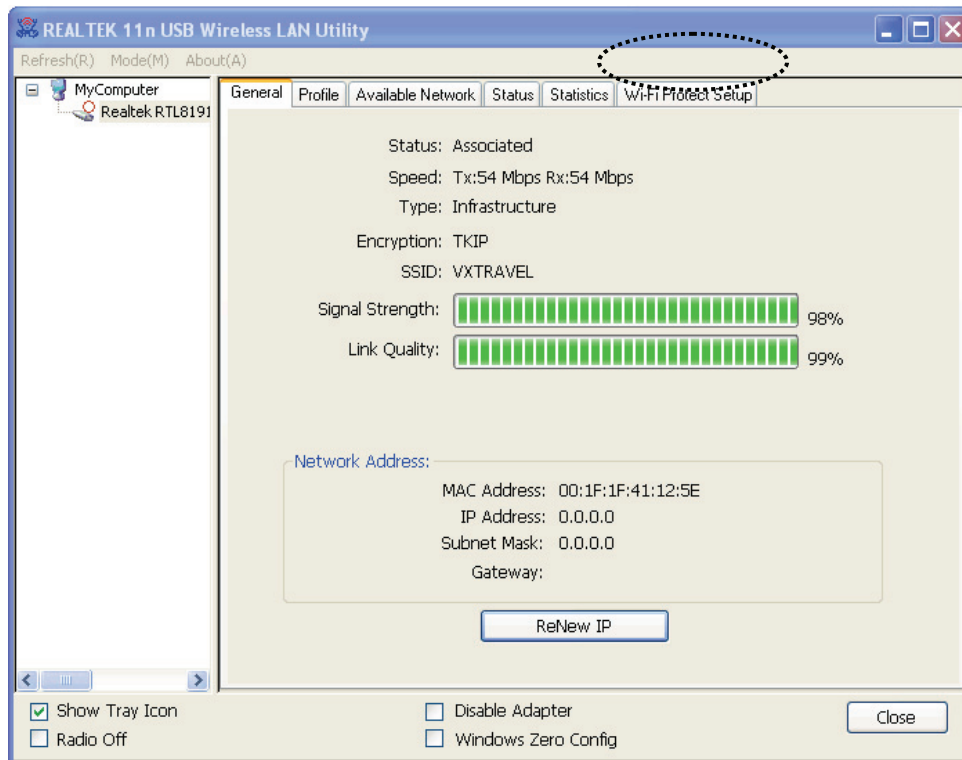 REALTEK 11n USB Wireless LAN Utility
Refresh(R) Mode(M) About(A)
MyComputer
Realtek RTL8191
General Profile Available Network Status Statistics Wi-Fi Protect Setup
Status: Associated
Speed: Tx:54 Mbps Rx:54 Mbps
Type: Infrastructure
Encryption: TKIP
SSID: VXTRAVEL
Signal Strength: 98%
Link Quality: 99%
Network Address:
MAC Address: 00:1F:1F:41:12:5E
IP Address: 0.0.0.0
Subnet Mask: 0.0.0.0
Gateway:
ReNew IP
Show Tray Icon Disable Adapter
Radio Off Windows Zero Config
Close